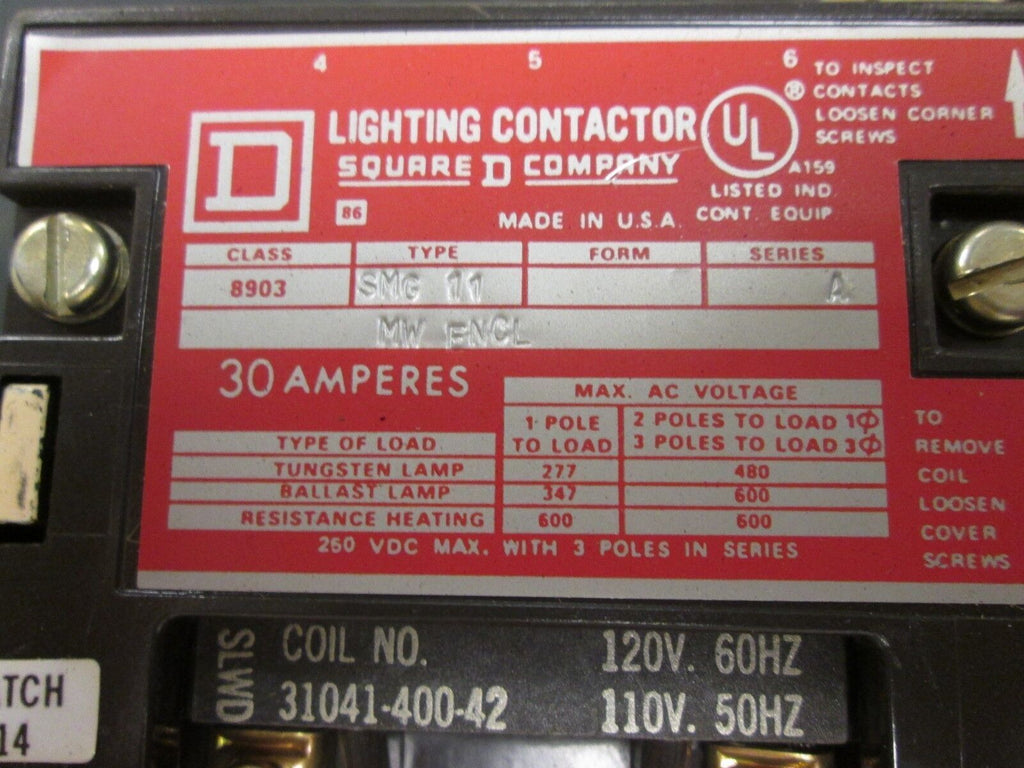 4 5 6
TO INSPECT
® CONTACTS
LOOSEN CORNER
SCREWS
D
LIGHTING CONTACTOR
SQUARE D COMPANY
UL
A159
LISTED IND.
CONT. EQUIP
86
MADE IN U.S.A.
CLASS TYPE FORM SERIES
8903 SMG 11 A
MW ENCL
30 AMPERES
MAX. AC VOLTAGE
1 POLE 2 POLES TO LOAD 1Φ
TYPE OF LOAD TO LOAD 3 POLES TO LOAD 3Φ
TUNGSTEN LAMP 277 480
BALLAST LAMP 347 600
RESISTANCE HEATING 600 600
250 VDC MAX. WITH 3 POLES IN SERIES
TO
REMOVE
COIL
LOOSEN
COVER
SCREWS
SLWD
COIL NO. 120V. 60HZ
31041-400-42 110V. 50HZ
ATCH
14